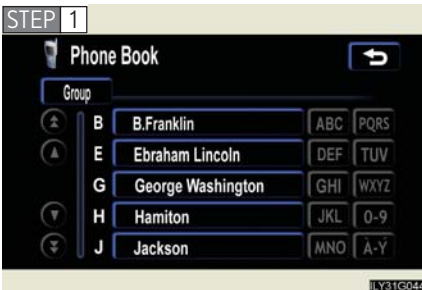 STEP 1
Phone Book
Group
B B.Franklin ABC PQRS
E Ebraham Lincoln DEF TUV
G George Washington GHI WXYZ
H Hamiton JKL 0-9
J Jackson MNO À-Ý
ILY31G044